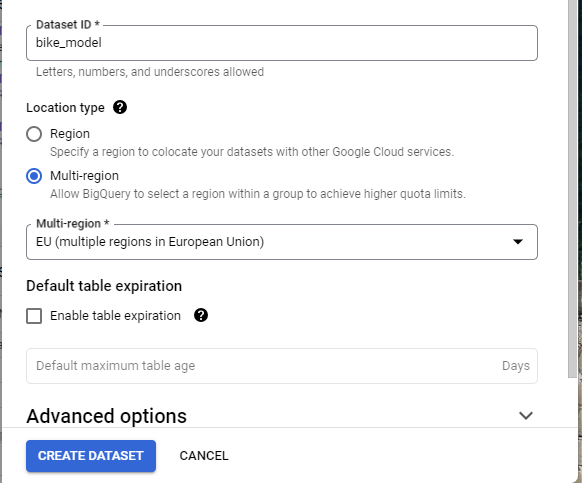 Dataset ID *
bike_model
Letters, numbers, and underscores allowed
Location type ?
Region
Specify a region to colocate your datasets with other Google Cloud services.
Multi-region
Allow BigQuery to select a region within a group to achieve higher quota limits.
Multi-region *
EU (multiple regions in European Union)
Default table expiration
Enable table expiration ?
Default maximum table age Days
Advanced options
CREATE DATASET CANCEL